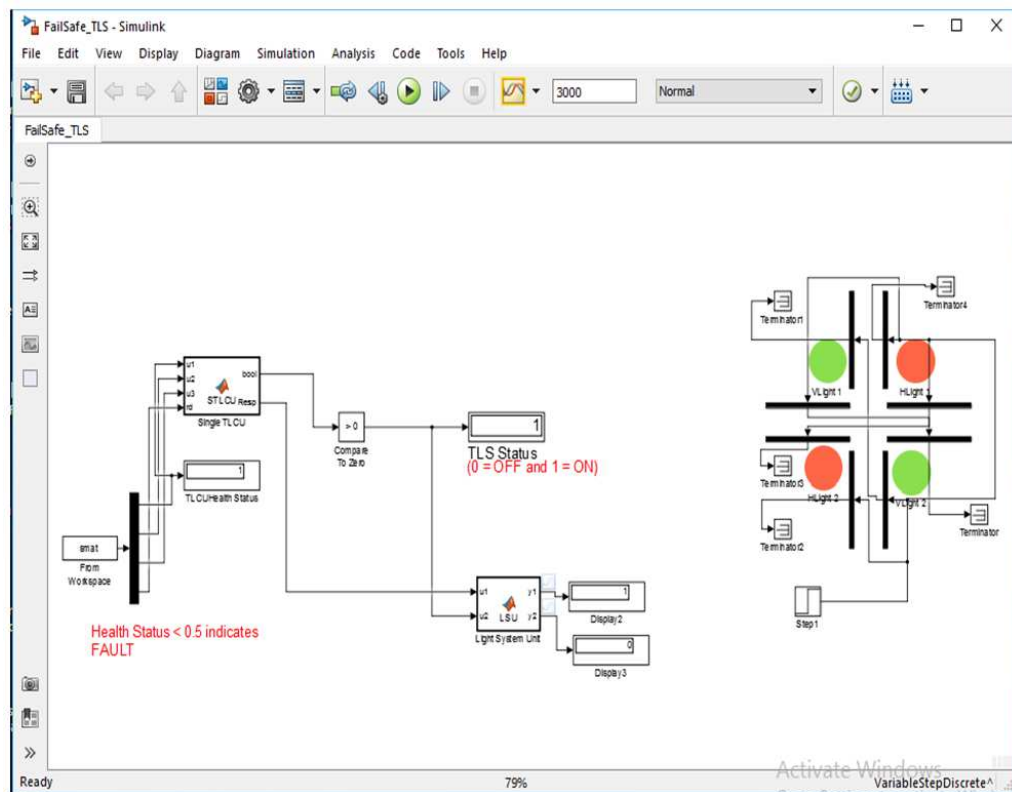 FailSafe_TLS - Simulink
File Edit View Display Diagram Simulation Analysis Code Tools Help
3000 Normal
FailSafe_TLS
Terminator1
Terminator4
VLight 1
HLight 1
u1
u2
u3
rd
STLCU
bool
Resp
Single TLCU
> 0
Compare
To Zero
1
TLS Status
(0 = OFF and 1 = ON)
1
TLCUHealth Status
Terminator3
HLight 2
VLight 2
Terminator
Terminator2
smat
From
Workspace
u1
u2
LSU
y1
y2
Light System Unit
1
Display2
0
Display3
Step1
Health Status < 0.5 indicates
FAULT
Activate Windows
Ready 79% VariableStepDiscrete